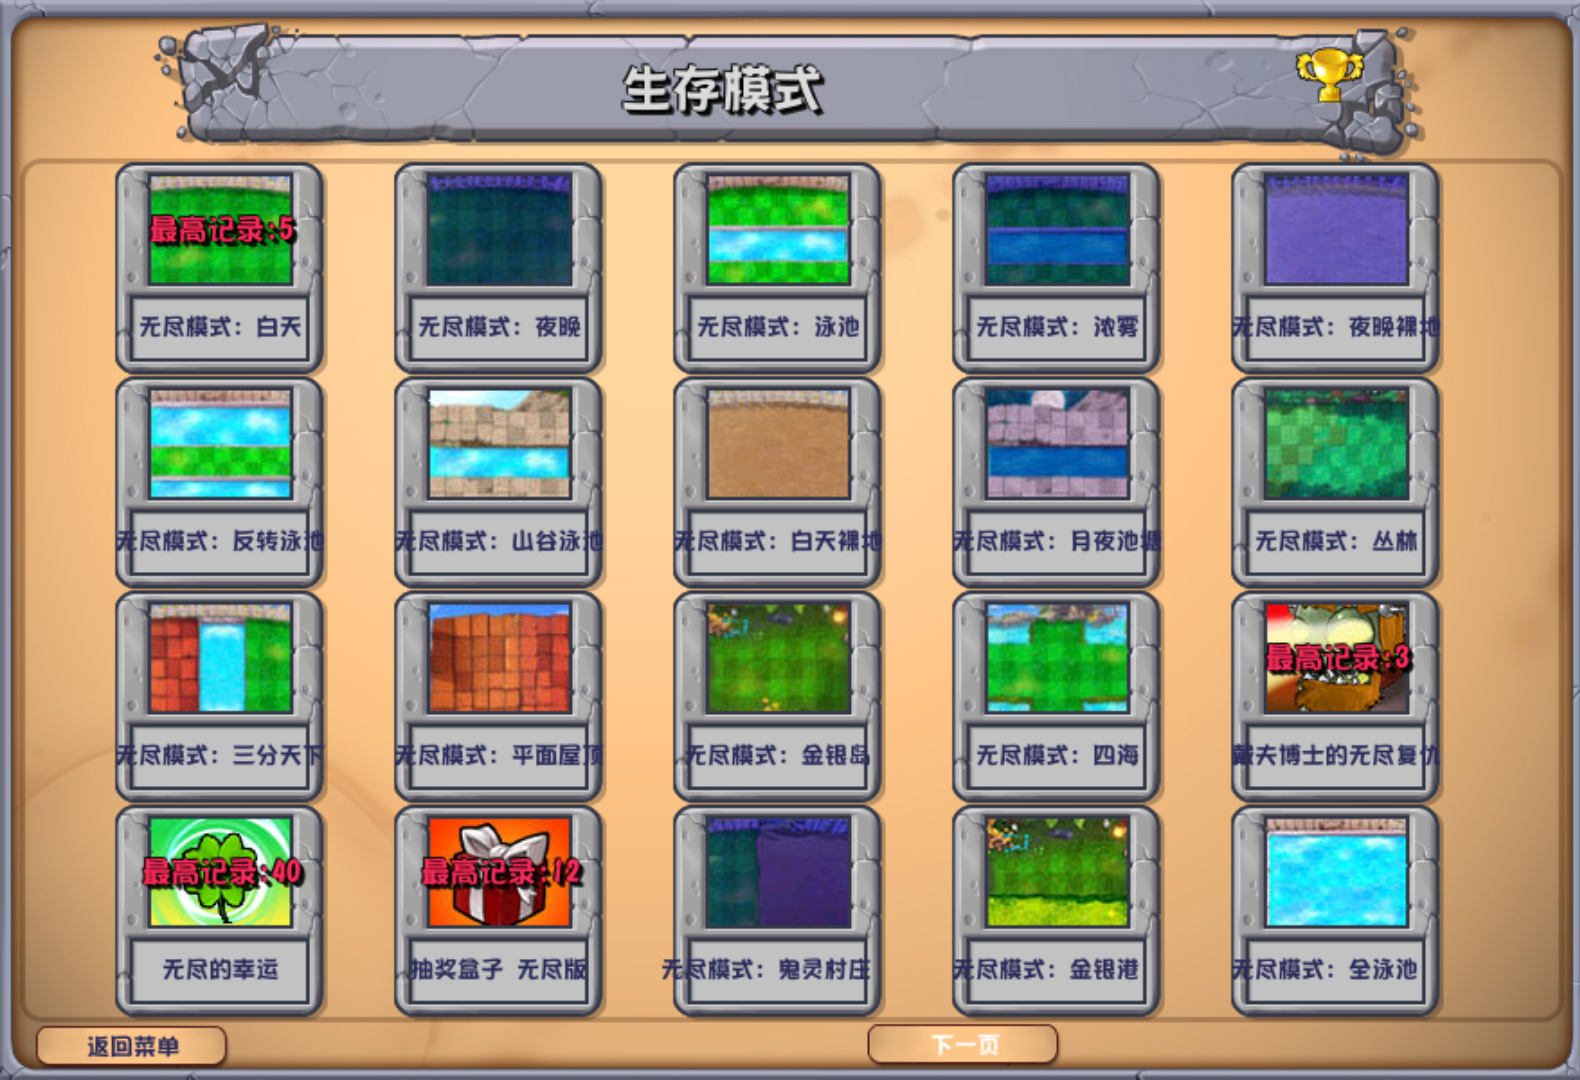 生存模式
最高记录:5
无尽模式：白天
无尽模式：夜晚
无尽模式：泳池
无尽模式：浓雾
无尽模式：夜晚裸地
无尽模式：反转泳池
无尽模式：山谷泳池
无尽模式：白天裸地
无尽模式：月夜池塘
无尽模式：丛林
无尽模式：三分天下
无尽模式：平面屋顶
无尽模式：金银岛
无尽模式：四海
最高记录:3
戴夫博士的无尽复仇
最高记录:40
无尽的幸运
最高记录:12
抽奖盒子 无尽版
无尽模式：鬼灵村庄
无尽模式：金银港
无尽模式：全泳池
返回菜单
下一页